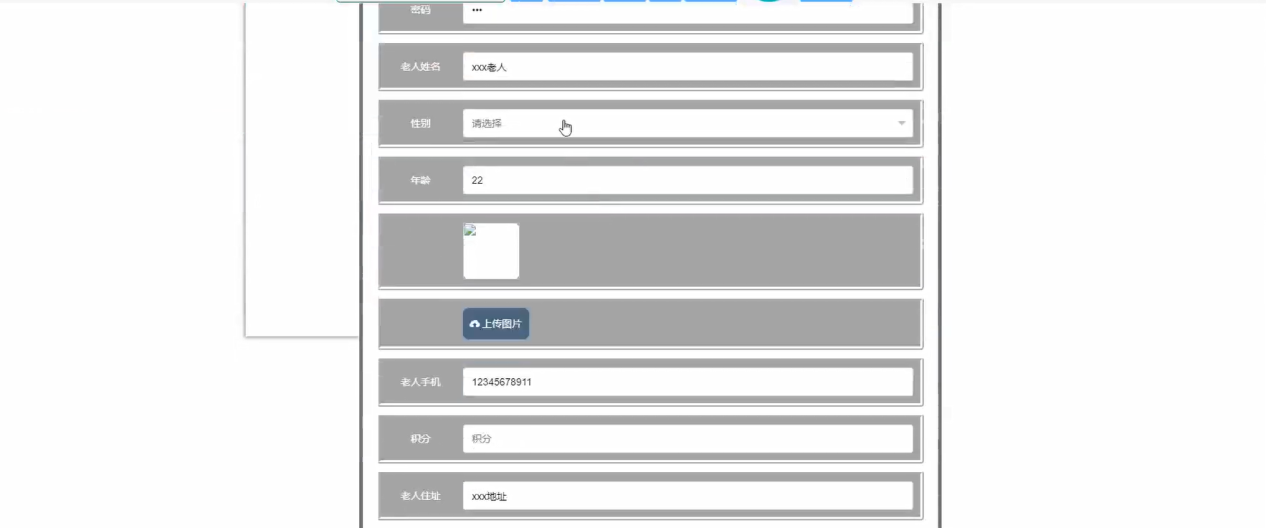 密码 •••
老人姓名 xxx老人
性别 请选择
年龄 22
上传图片
老人手机 12345678911
积分 积分
老人住址 xxx地址